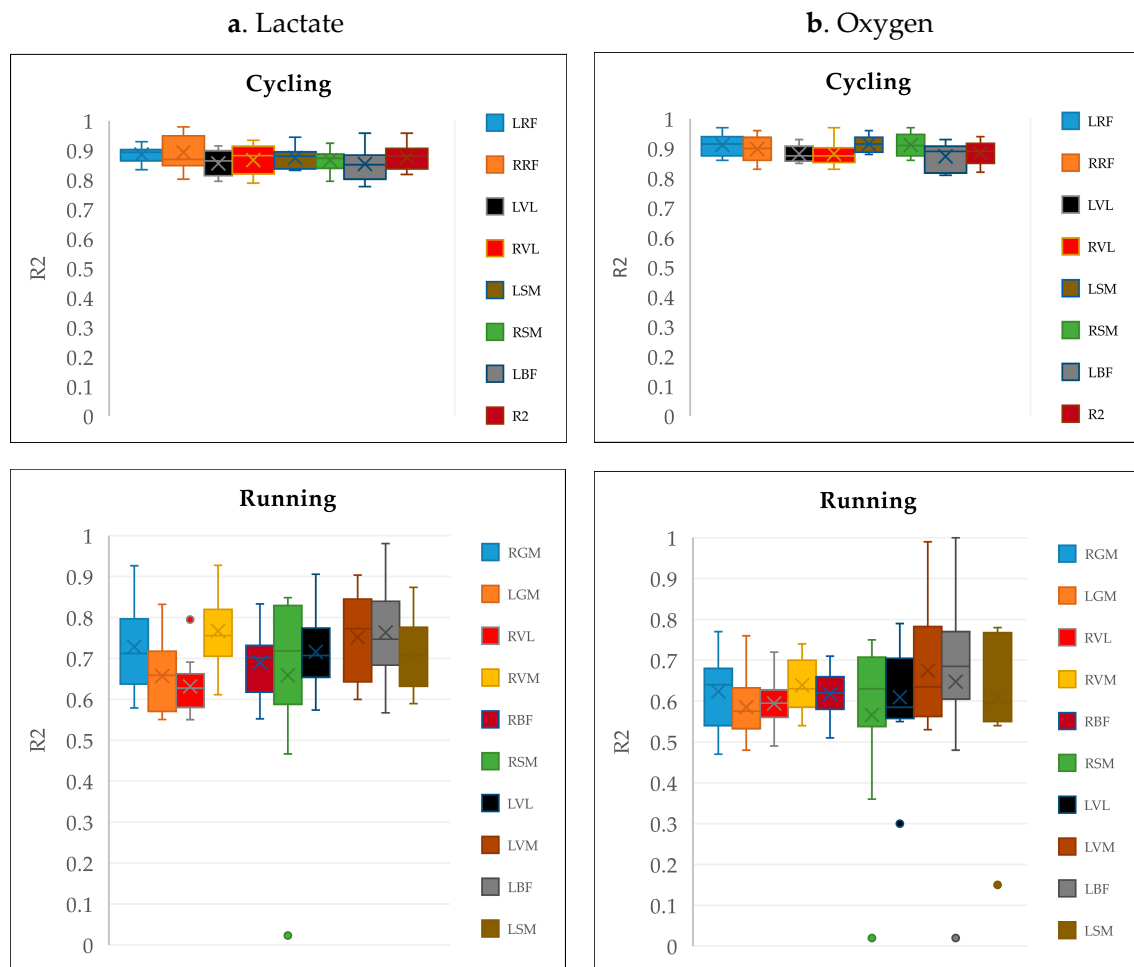 a. Lactate
b. Oxygen
Cycling
1
0.9
0.8
0.7
0.6
0.5
0.4
0.3
0.2
0.1
0
R2
LRF
RRF
LVL
RVL
LSM
RSM
LBF
R2
Cycling
1
0.9
0.8
0.7
0.6
0.5
0.4
0.3
0.2
0.1
0
R2
LRF
RRF
LVL
RVL
LSM
RSM
LBF
R2
Running
1
0.9
0.8
0.7
0.6
0.5
0.4
0.3
0.2
0.1
0
R2
RGM
LGM
RVL
RVM
RBF
RSM
LVL
LVM
LBF
LSM
Running
1
0.9
0.8
0.7
0.6
0.5
0.4
0.3
0.2
0.1
0
R2
RGM
LGM
RVL
RVM
RBF
RSM
LVL
LVM
LBF
LSM